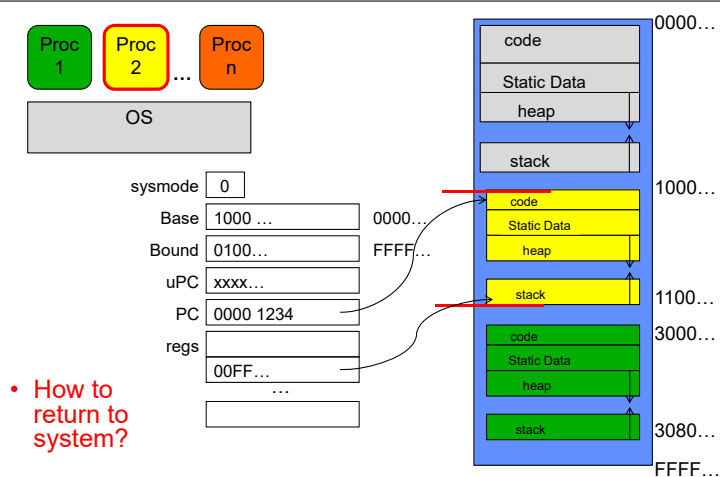 Proc
1
Proc
2
...
Proc
n
OS
sysmode 0
Base 1000 ... 0000...
Bound 0100... FFFF...
uPC xxxx...
PC 0000 1234
regs
00FF...
...
• How to
return to
system?
0000...
code
Static Data
heap
stack
1000...
code
Static Data
heap
stack
1100...
3000...
code
Static Data
heap
stack
3080...
FFFF...